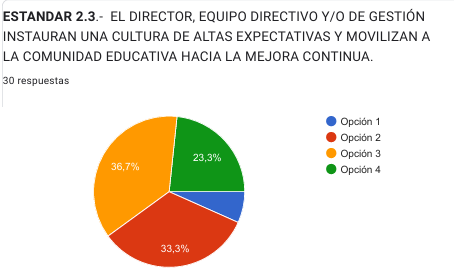 ESTANDAR 2.3.- EL DIRECTOR, EQUIPO DIRECTIVO Y/O DE GESTIÓN
INSTAURAN UNA CULTURA DE ALTAS EXPECTATIVAS Y MOVILIZAN A
LA COMUNIDAD EDUCATIVA HACIA LA MEJORA CONTINUA.
30 respuestas
Opción 1
Opción 2
Opción 3
Opción 4
23,3%
36,7%
33,3%